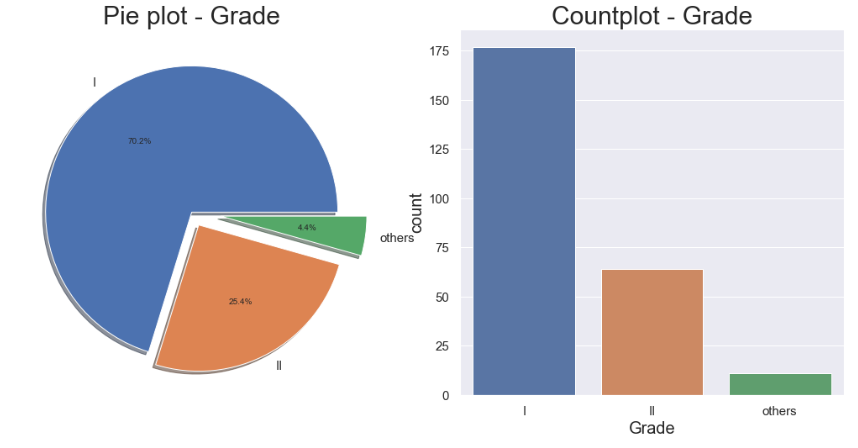 Pie plot - Grade
I
70.2%
4.4%
others
25.4%
II
Countplot - Grade
175
150
125
100
75
50
25
0
count
I
II
others
Grade